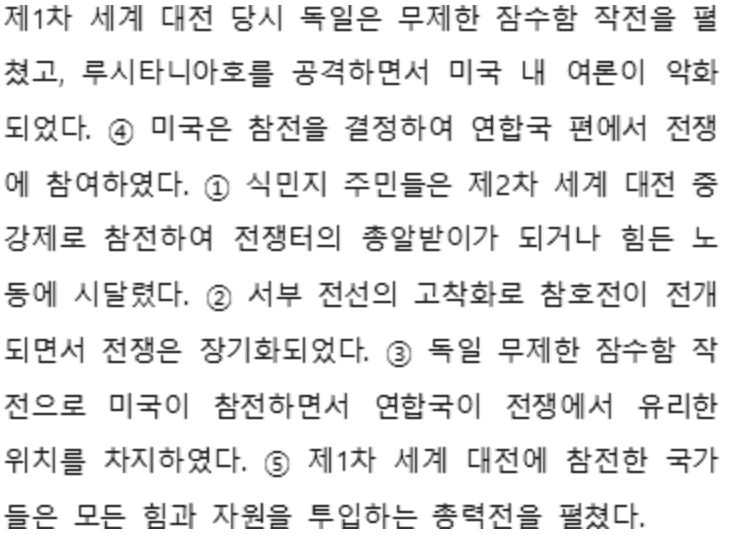 제1차 세계 대전 당시 독일은 무제한 잠수함 작전을 펼
쳤고, 루시타니아호를 공격하면서 미국 내 여론이 악화
되었다. ④ 미국은 참전을 결정하여 연합국 편에서 전쟁
에 참여하였다. ① 식민지 주민들은 제2차 세계 대전 중
강제로 참전하여 전쟁터의 총알받이가 되거나 힘든 노
동에 시달렸다. ② 서부 전선의 고착화로 참호전이 전개
되면서 전쟁은 장기화되었다. ③ 독일 무제한 잠수함 작
전으로 미국이 참전하면서 연합국이 전쟁에서 유리한
위치를 차지하였다. ⑤ 제1차 세계 대전에 참전한 국가
들은 모든 힘과 자원을 투입하는 총력전을 펼쳤다.